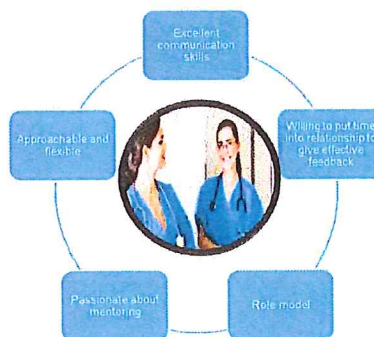 Excellent
communication
skills
Willing to put time
into relationship to
give effective
feedback
Role model
Passionate about
mentoring
Approachable and
flexible